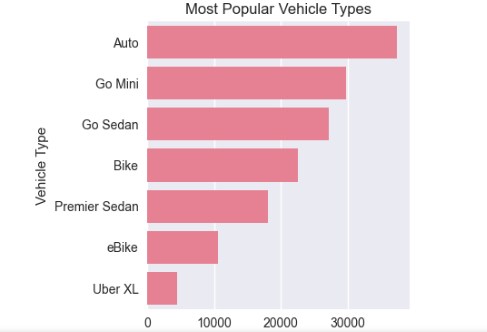 Most Popular Vehicle Types
Vehicle Type
Auto
Go Mini
Go Sedan
Bike
Premier Sedan
eBike
Uber XL
0 10000 20000 30000